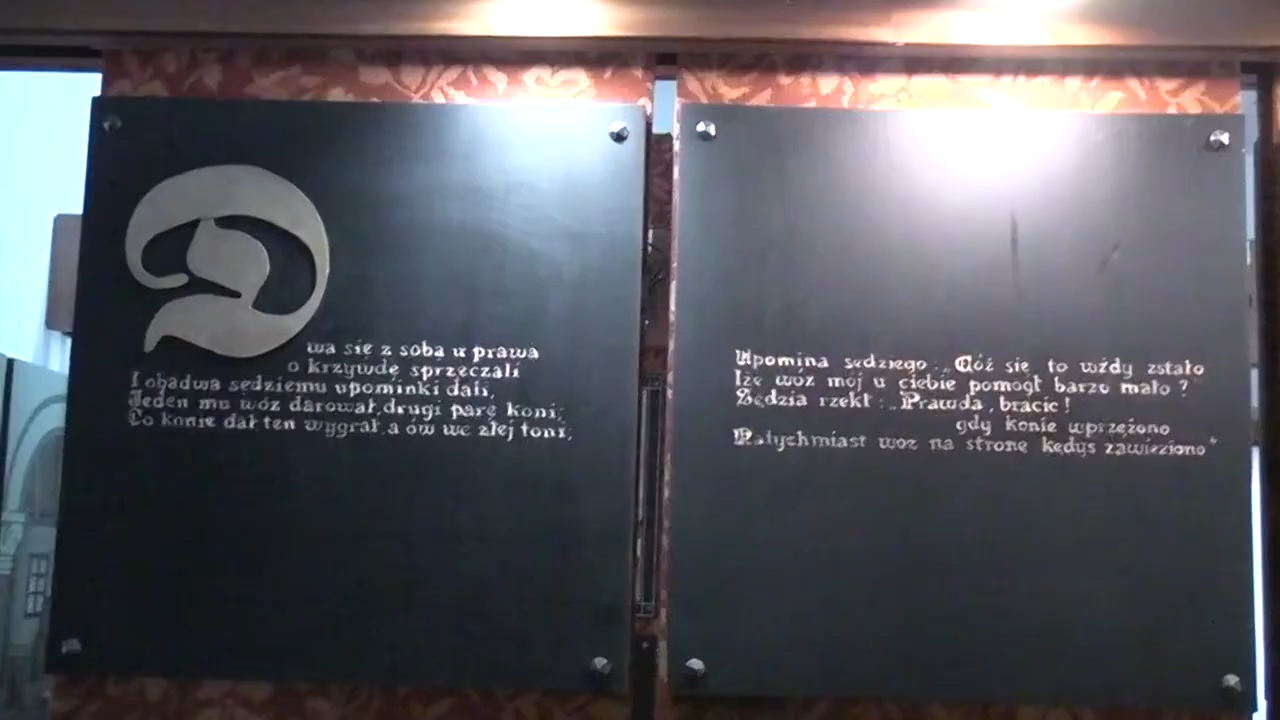 Dwa się z sobą u prawa
o krzywdę sprzeczali
I obadwa sędziemu upominki dali,
Jeden mu wóz darował, drugi parę koni;
Co konie dał ten wygrał, a ów we złej toni;
Upomina sędziego: „Cóż się to wżdy zstało
Iże wóz mój u ciebie pomógł barzo mało?
Sędzia rzekł: „Prawda, bracie!
gdy konie wprzężono
Natychmiast wóz na stronę kędyś zawieziono"